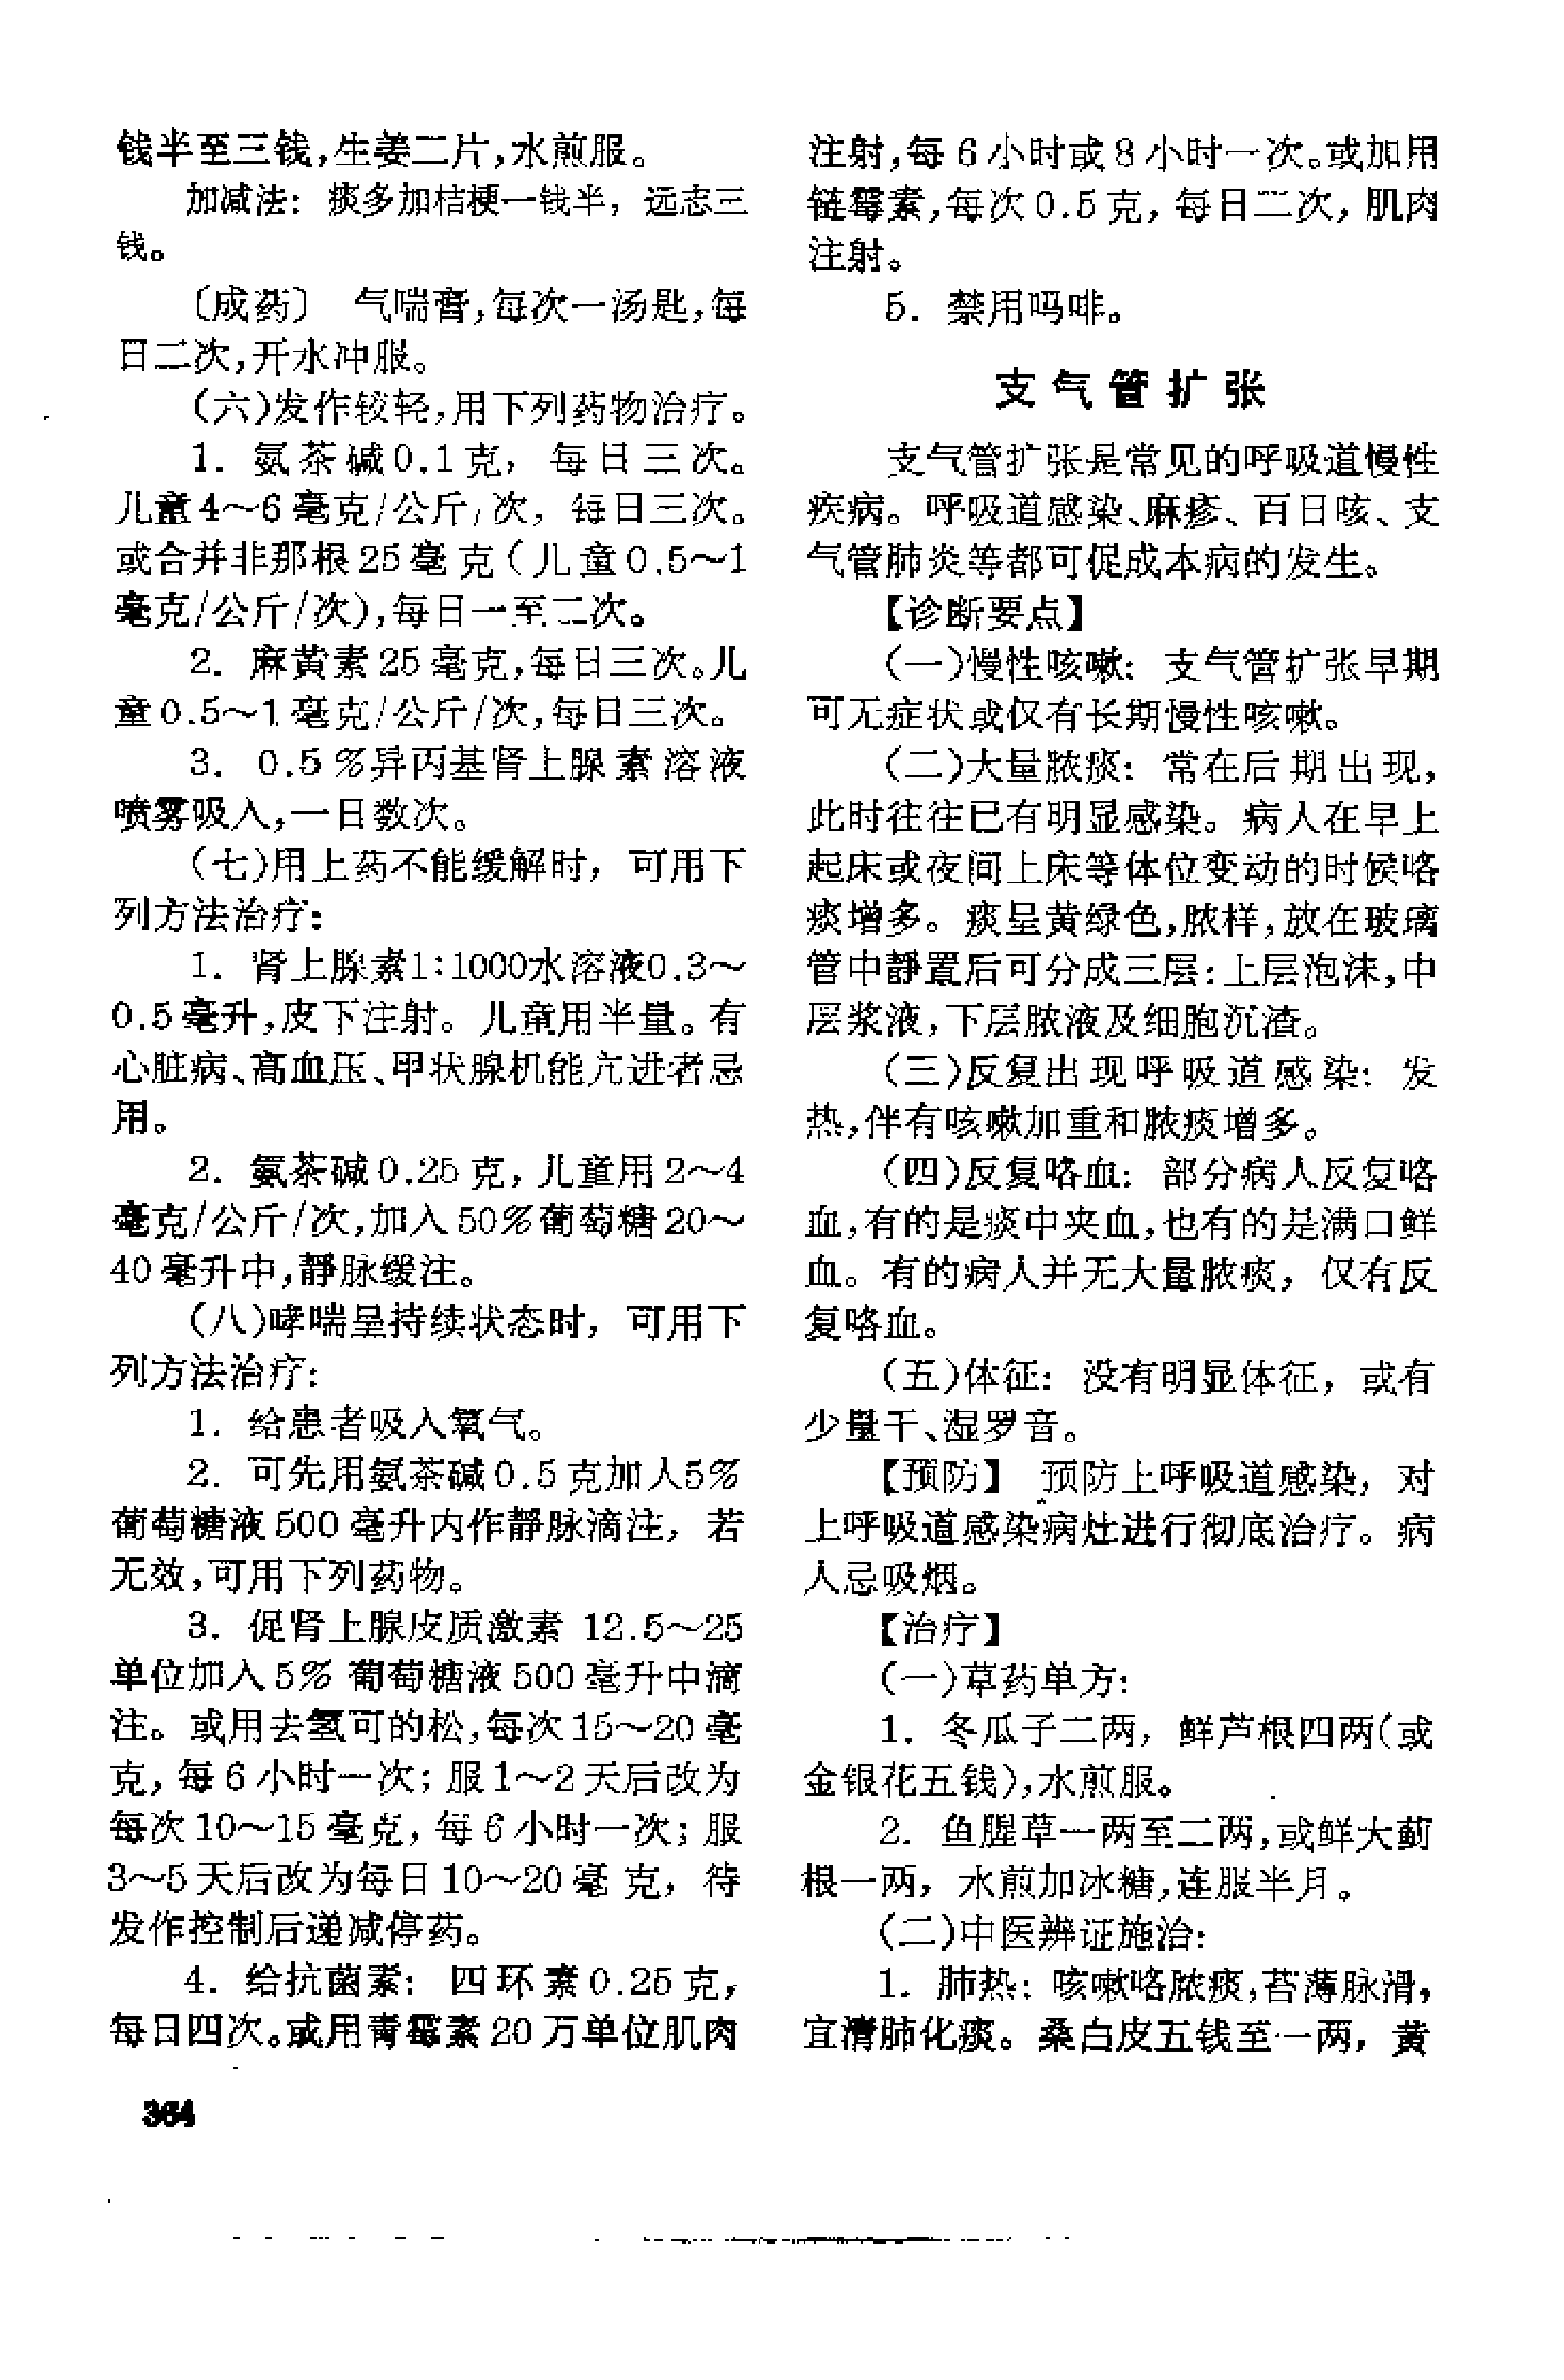 钱半至三钱,生姜二片,水煎服。
加减法：痰多加桔梗一钱半，远志三
钱。
〔成药〕 气喘膏,每次一汤匙,每
日二次,开水冲服。
(六)发作较轻,用下列药物治疗。
1. 氨茶碱0.1克，每日三次。
儿童4～6毫克/公斤/次，每日三次。
或合并非那根25毫克(儿童0.5～1
毫克/公斤/次),每日一至二次。
2. 麻黄素25毫克,每日三次。儿
童0.5～1毫克/公斤/次,每日三次。
3. 0.5%异丙基肾上腺素溶液
喷雾吸入,一日数次。
(七)用上药不能缓解时，可用下
列方法治疗：
1. 肾上腺素1:1000水溶液0.3～
0.5毫升,皮下注射。儿童用半量。有
心脏病、高血压、甲状腺机能亢进者忌
用。
2. 氨茶碱0.25克,儿童用2～4
毫克/公斤/次,加入50%葡萄糖20～
40毫升中,静脉缓注。
(八)哮喘呈持续状态时，可用下
列方法治疗：
1. 给患者吸入氧气。
2. 可先用氨茶碱0.5克加入5%
葡萄糖液500毫升内作静脉滴注，若
无效,可用下列药物。
3. 促肾上腺皮质激素 12.5～25
单位加入5%葡萄糖液500毫升中滴
注。或用去氢可的松,每次15～20毫
克，每6小时一次；服1～2天后改为
每次10～15毫克，每6小时一次；服
3～5天后改为每日10～20毫克，待
发作控制后递减停药。
4. 给抗菌素：四环素0.25克，
每日四次。或用青霉素20万单位肌肉
364
注射,每6小时或8小时一次。或加用
链霉素,每次0.5克，每日二次，肌肉
注射。
5. 禁用吗啡。
支气管扩张
支气管扩张是常见的呼吸道慢性
疾病。呼吸道感染、麻疹、百日咳、支
气管肺炎等都可促成本病的发生。
【诊断要点】
(一)慢性咳嗽：支气管扩张早期
可无症状或仅有长期慢性咳嗽。
(二)大量脓痰：常在后期出现，
此时往往已有明显感染。病人在早上
起床或夜间上床等体位变动的时候咯
痰增多。痰呈黄绿色,脓样,放在玻璃
管中静置后可分成三层：上层泡沫,中
层浆液,下层脓液及细胞沉渣。
(三)反复出现呼吸道感染：发
热,伴有咳嗽加重和脓痰增多。
(四)反复咯血：部分病人反复咯
血,有的是痰中夹血,也有的是满口鲜
血。有的病人并无大量脓痰，仅有反
复咯血。
(五)体征：没有明显体征，或有
少量干、湿罗音。
【预防】 预防上呼吸道感染，对
上呼吸道感染病灶进行彻底治疗。病
人忌吸烟。
【治疗】
(一)草药单方：
1. 冬瓜子二两，鲜芦根四两(或
金银花五钱),水煎服。
2. 鱼腥草一两至二两,或鲜大蓟
根一两，水煎加冰糖,连服半月。
(二)中医辨证施治：
1. 肺热：咳嗽咯脓痰,苔薄脉滑，
宜清肺化痰。桑白皮五钱至一两，黄